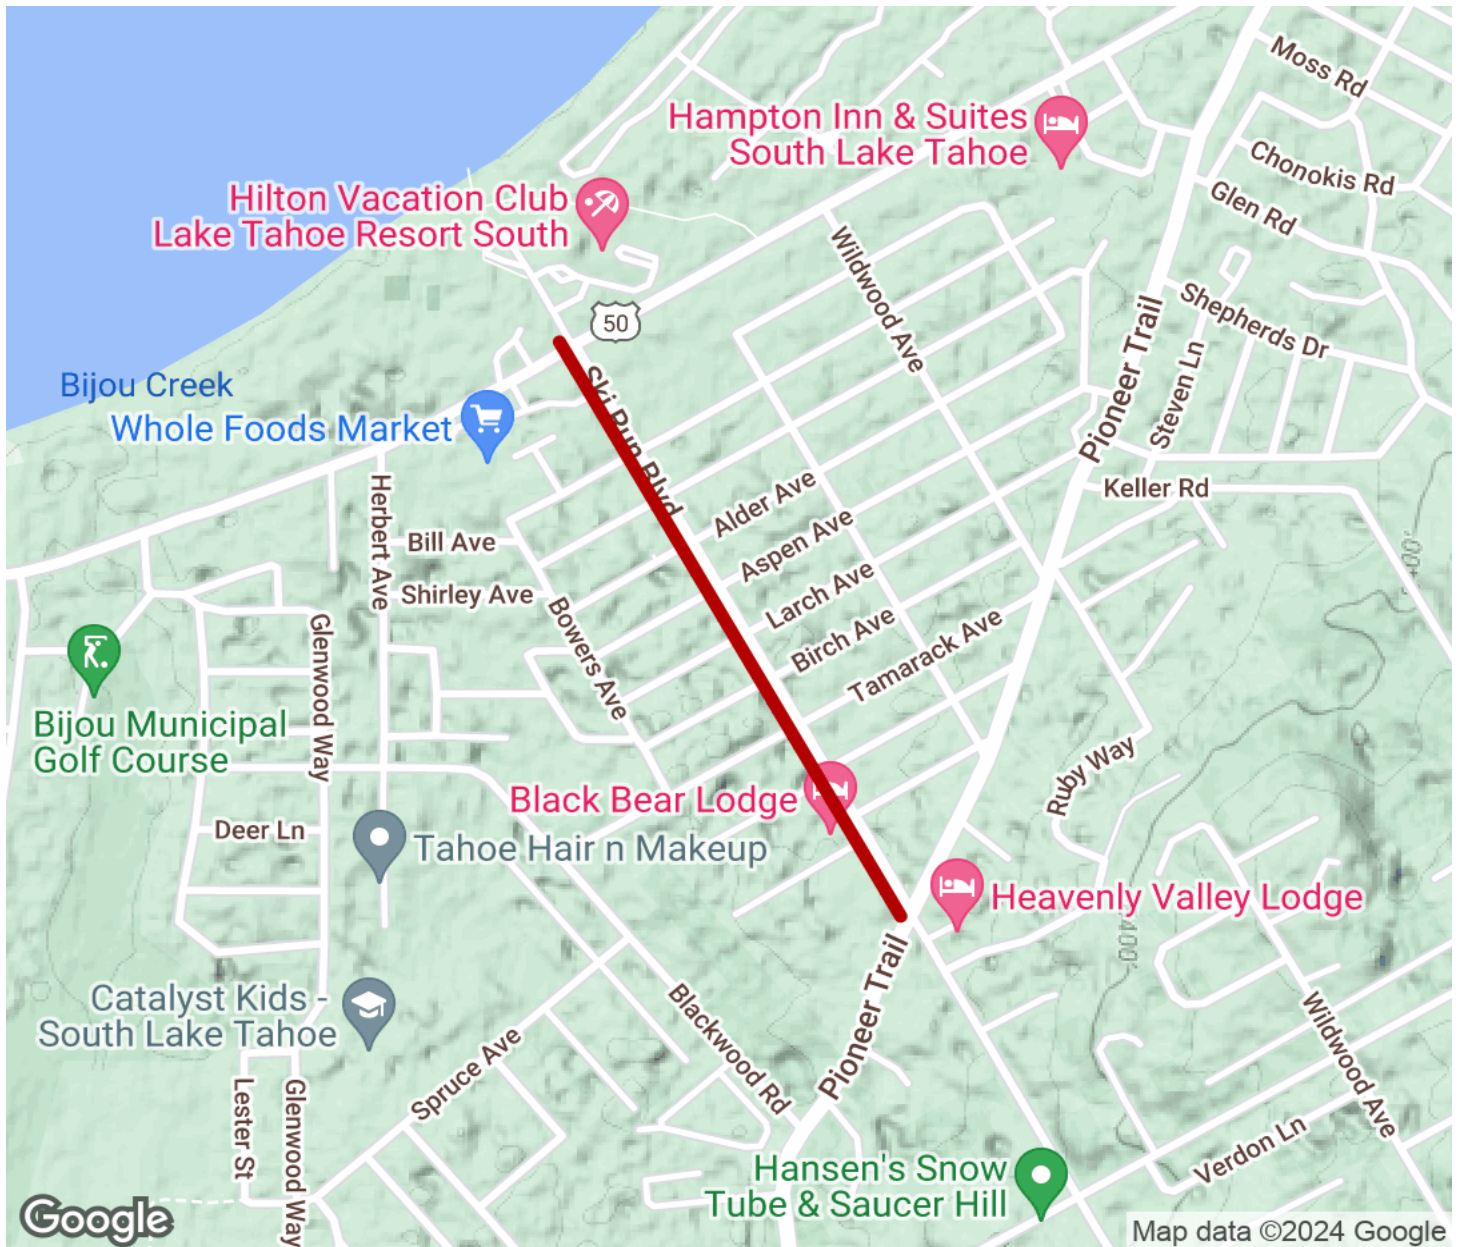 Moss Rd
Hampton Inn & Suites
South Lake Tahoe
Chonokis Rd
Glen Rd
Hilton Vacation Club
Lake Tahoe Resort South
Wildwood Ave
50
Shepherds Dr
Pioneer Trail
Steven Ln
Bijou Creek
Whole Foods Market
Ski Run Blvd
Alder Ave
Keller Rd
Herbert Ave
Bill Ave
Aspen Ave
Shirley Ave
Larch Ave
Birch Ave
Tamarack Ave
Bowers Ave
Glenwood Way
Bijou Municipal
Golf Course
Ruby Way
Black Bear Lodge
Deer Ln
Tahoe Hair n Makeup
Heavenly Valley Lodge
Catalyst Kids -
South Lake Tahoe
Blackwood Rd
Pioneer Trail
Spruce Ave
Wildwood Ave
Lester St
Glenwood Way
Verdon Ln
Hansen's Snow
Tube & Saucer Hill
Google
Map data ©2024 Google